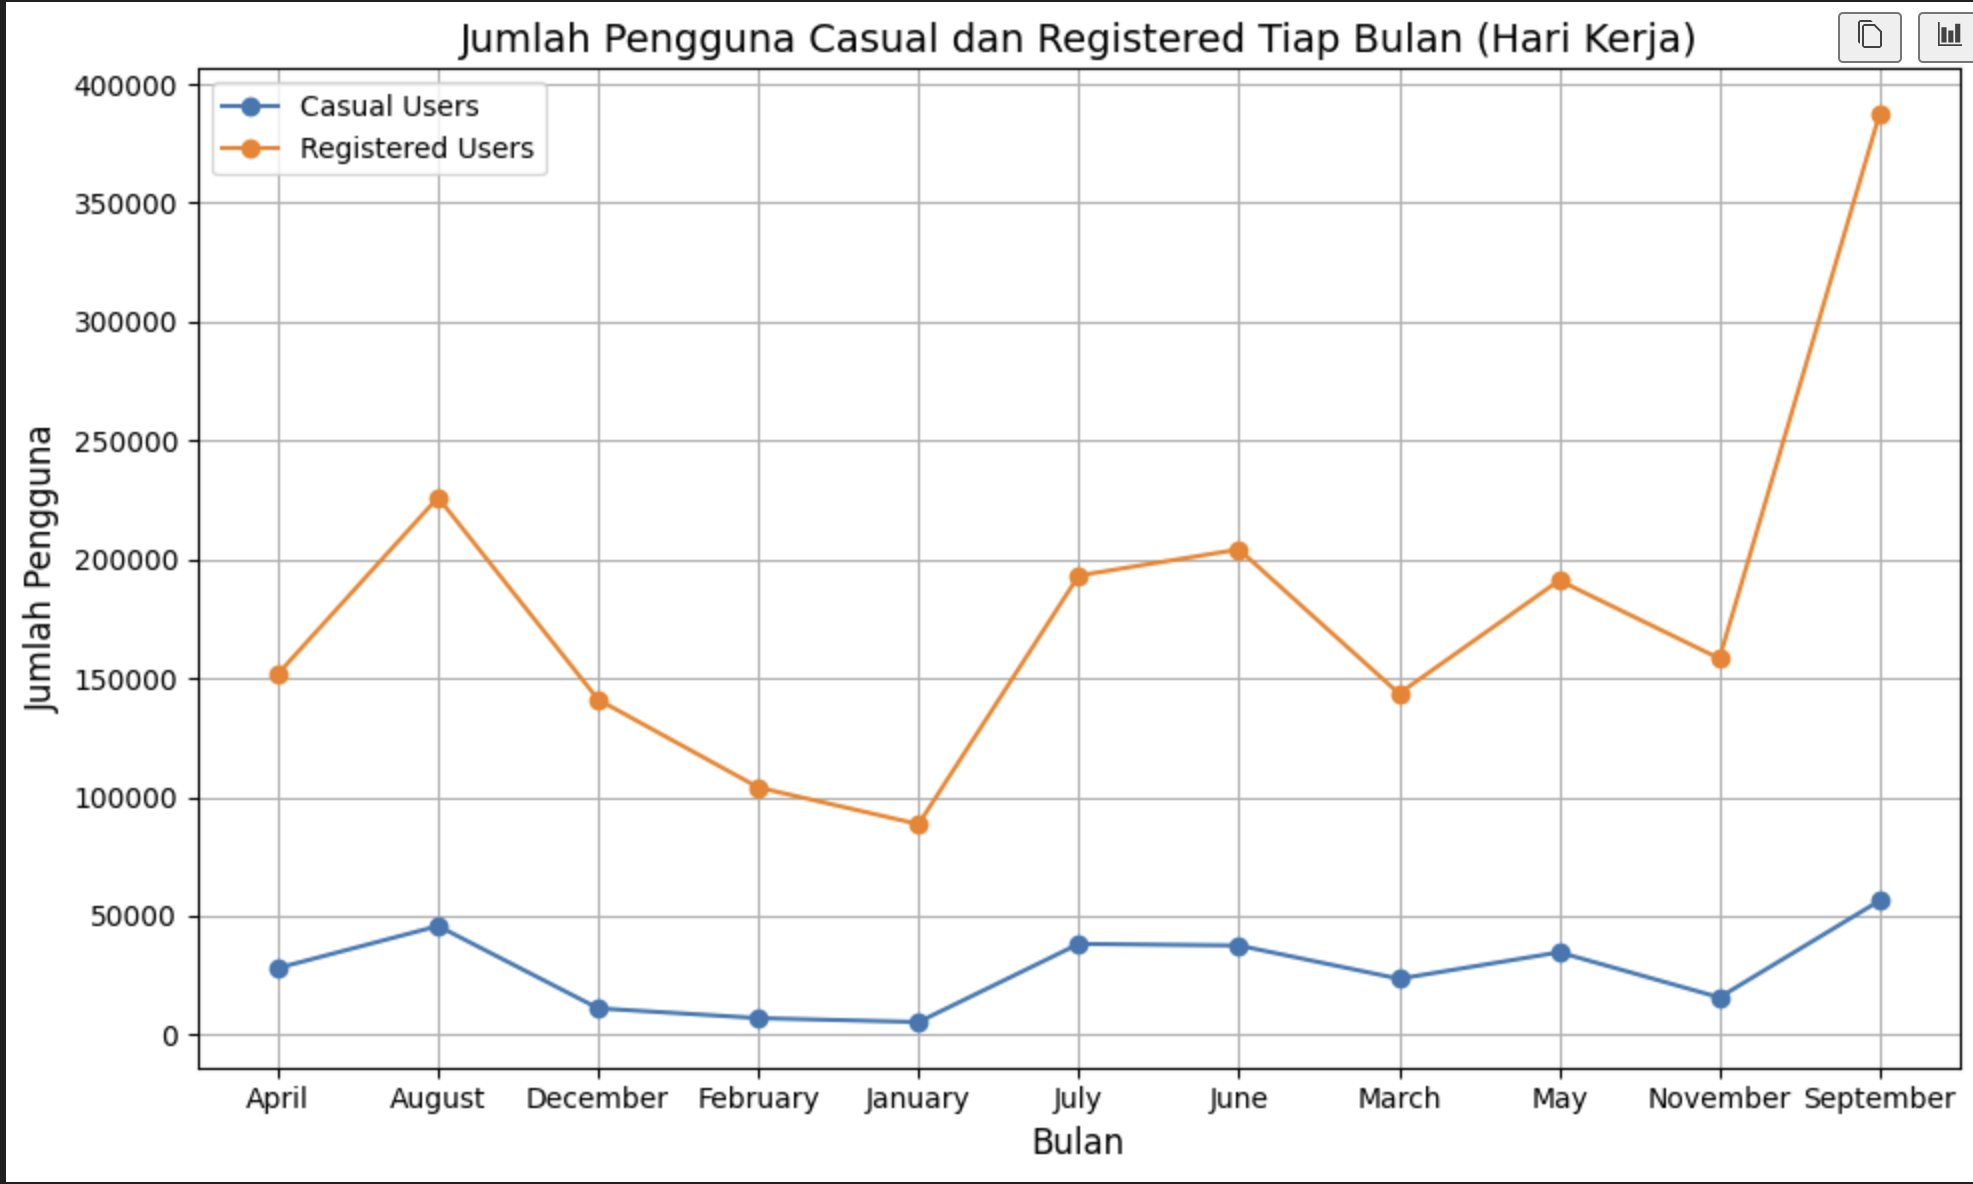 Jumlah Pengguna Casual dan Registered Tiap Bulan (Hari Kerja)
Casual Users
Registered Users
400000
350000
300000
250000
200000
150000
100000
50000
0
Jumlah Pengguna
April August December February January July June March May November September
Bulan